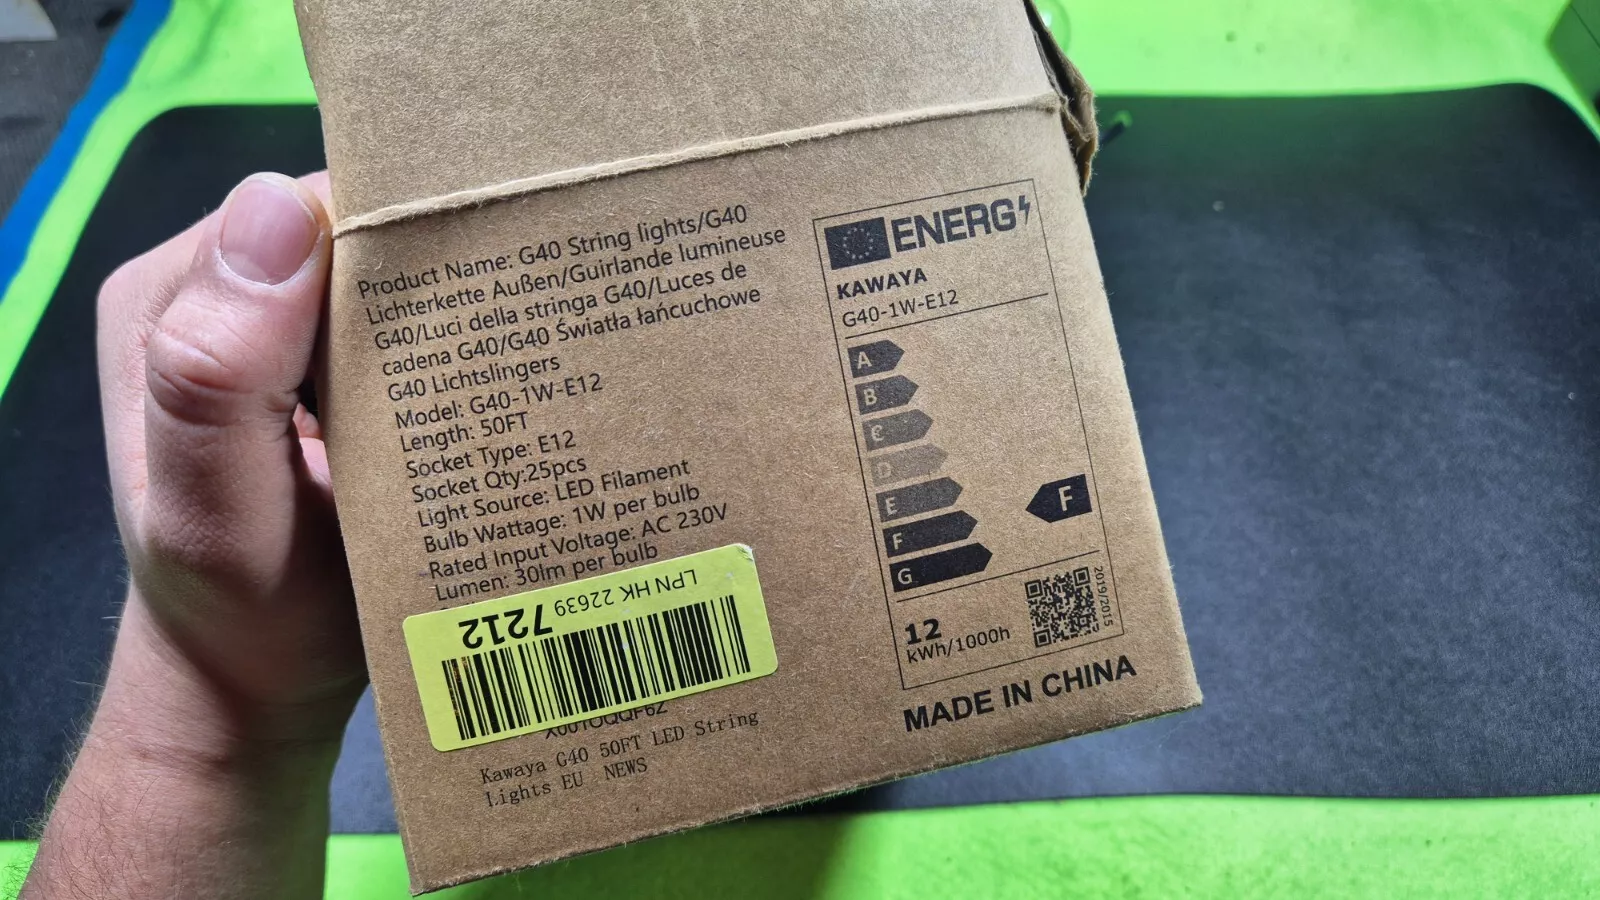 Product Name: G40 String lights/G40
Lichterkette Außen/Guirlande lumineuse
G40/Luci della stringa G40/Luces de
cadena G40/G40 Światła łańcuchowe
G40 Lichtslingers
Model: G40-1W-E12
Length: 50FT
Socket Type: E12
Socket Qty:25pcs
Light Source: LED Filament
Bulb Wattage: 1W per bulb
Rated Input Voltage: AC 230V
Lumen: 30lm per bulb
LPN HK 22639 7212
X001OQQF6Z
Kawaya G40 50FT LED String
Lights EU NEWS
ENERG
KAWAYA
G40-1W-E12
A
B
C
D
E
F
G
F
12
kWh/1000h
2019/2015
MADE IN CHINA